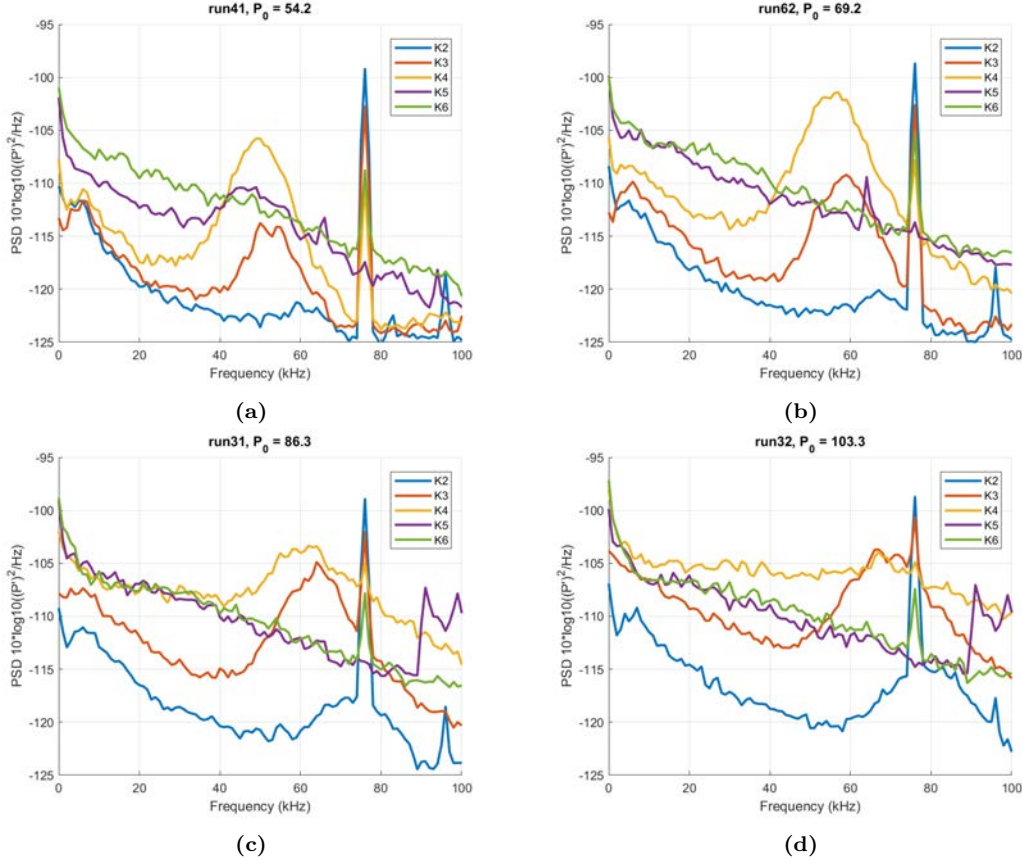 run41, P0 = 54.2
PSD 10*log10((P')^2/Hz)
-95
-100
-105
-110
-115
-120
-125
0 20 40 60 80 100
Frequency (kHz)
K2
K3
K4
K5
K6
(a)
run62, P0 = 69.2
PSD 10*log10((P')^2/Hz)
-95
-100
-105
-110
-115
-120
-125
0 20 40 60 80 100
Frequency (kHz)
K2
K3
K4
K5
K6
(b)
run31, P0 = 86.3
PSD 10*log10((P')^2/Hz)
-95
-100
-105
-110
-115
-120
-125
0 20 40 60 80 100
Frequency (kHz)
K2
K3
K4
K5
K6
(c)
run32, P0 = 103.3
PSD 10*log10((P')^2/Hz)
-95
-100
-105
-110
-115
-120
-125
0 20 40 60 80 100
Frequency (kHz)
K2
K3
K4
K5
K6
(d)